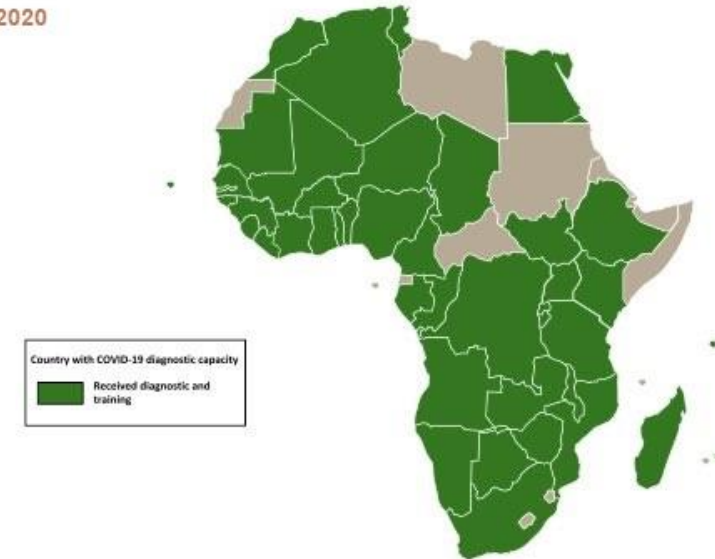 2020
Country with COVID-19 diagnostic capacity
Received diagnostic and
training